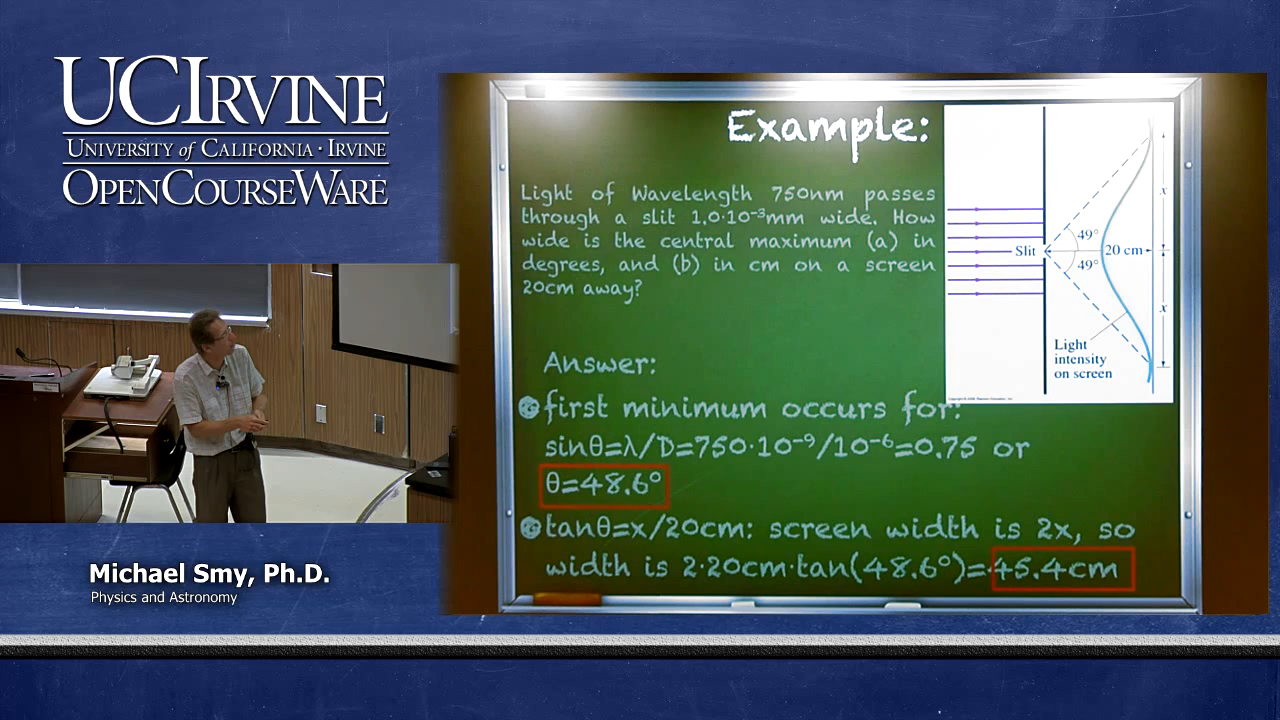 UCIRVINE
UNIVERSITY of CALIFORNIA · IRVINE
OPENCOURSEWARE
Michael Smy, Ph.D.
Physics and Astronomy
Example:
Light of Wavelength 750nm passes
through a slit 1.0·10⁻³mm wide. How
wide is the central maximum (a) in
degrees, and (b) in cm on a screen
20cm away?
Slit
49°
49°
20 cm
x
x
Light
intensity
on screen
Answer:
first minimum occurs for:
sinθ=λ/D=750·10⁻⁹/10⁻⁶=0.75 or
θ=48.6°
tanθ=x/20cm: screen width is 2x, so
width is 2·20cm·tan(48.6°)=45.4cm